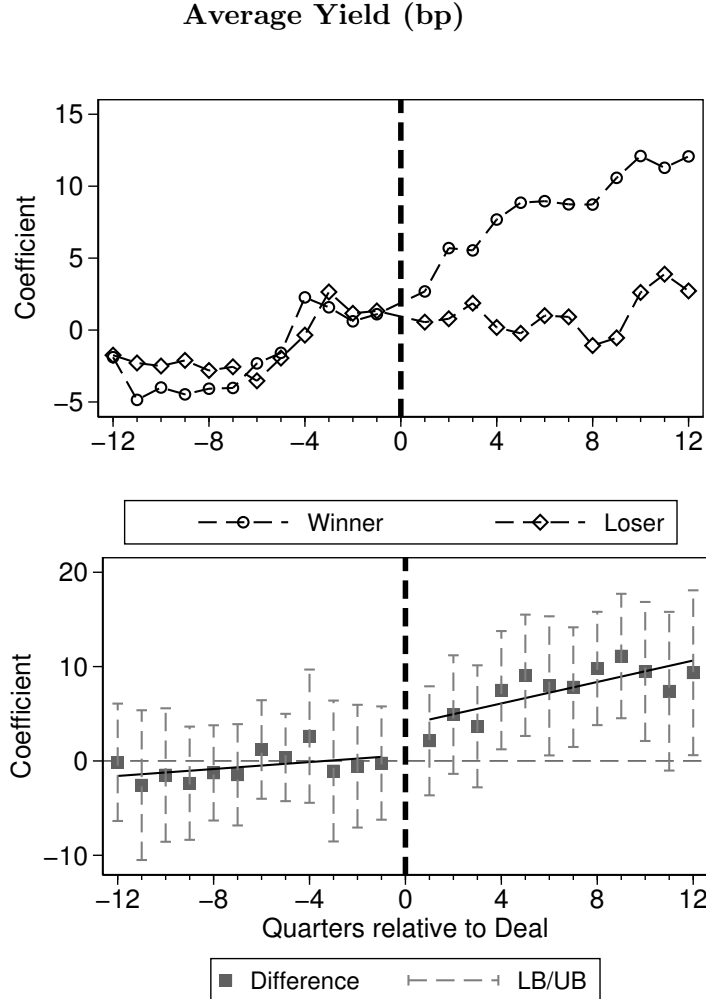 Average Yield (bp)
15
10
5
0
−5
Coefficient
−12 −8 −4 0 4 8 12
Winner Loser
20
10
0
−10
Coefficient
−12 −8 −4 0 4 8 12
Quarters relative to Deal
Difference LB/UB